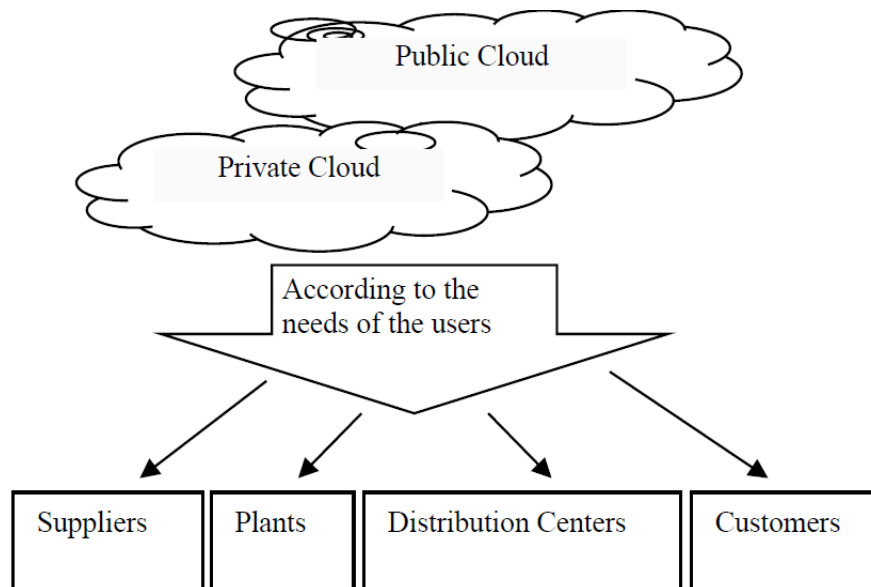 Public Cloud
Private Cloud
According to the
needs of the users
Suppliers
Plants
Distribution Centers
Customers